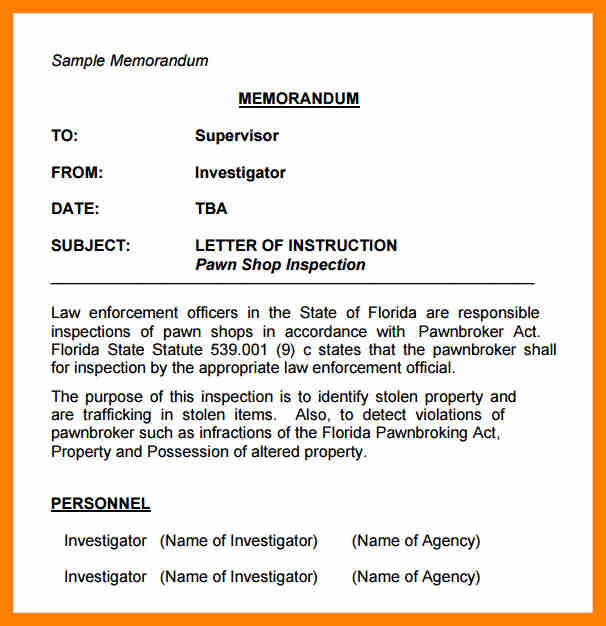 Sample Memorandum
MEMORANDUM
TO: Supervisor
FROM: Investigator
DATE: TBA
SUBJECT: LETTER OF INSTRUCTION
Pawn Shop Inspection
Law enforcement officers in the State of Florida are responsible
inspections of pawn shops in accordance with Pawnbroker Act.
Florida State Statute 539.001 (9) c states that the pawnbroker shall
for inspection by the appropriate law enforcement official.
The purpose of this inspection is to identify stolen property and
are trafficking in stolen items. Also, to detect violations of
pawnbroker such as infractions of the Florida Pawnbroking Act,
Property and Possession of altered property.
PERSONNEL
Investigator (Name of Investigator) (Name of Agency)
Investigator (Name of Investigator) (Name of Agency)